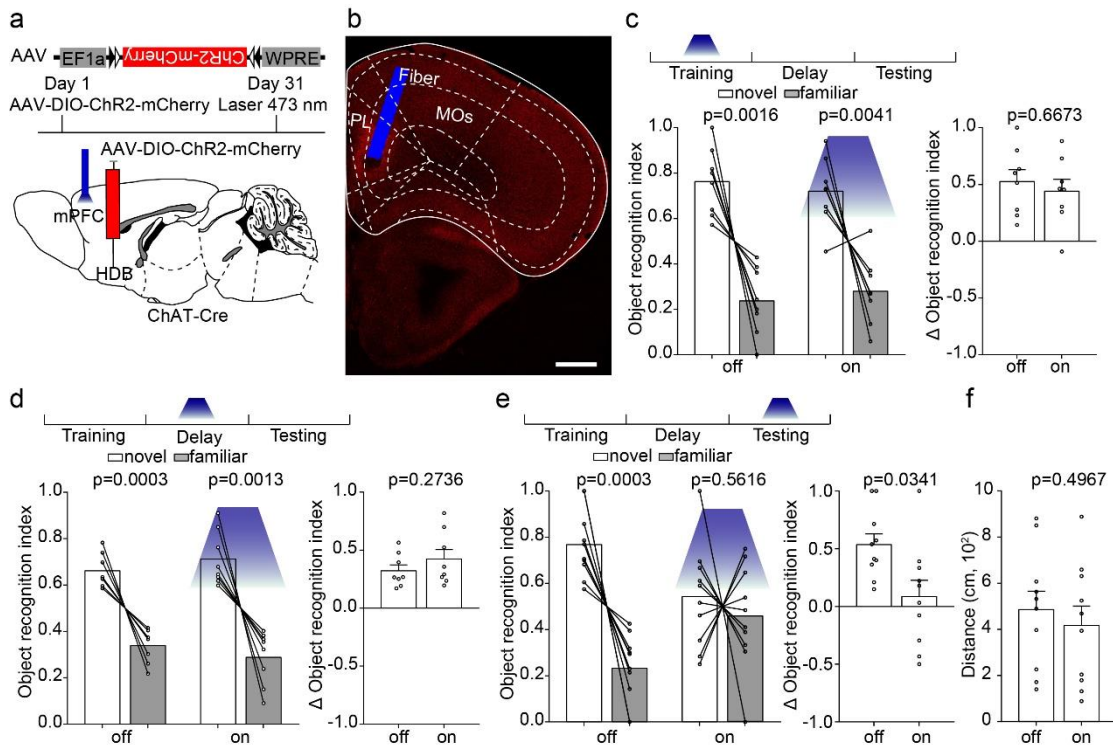 a
AAV EF1a ChR2-mCherry WPRE
Day 1 Day 31
AAV-DIO-ChR2-mCherry Laser 473 nm
AAV-DIO-ChR2-mCherry
mPFC
HDB
ChAT-Cre
b
Fiber
PL MOs
c
Training Delay Testing
novel familiar
p=0.0016 p=0.0041 p=0.6673
Object recognition index
1.0
0.8
0.6
0.4
0.2
0.0
off on
Δ Object recognition index
1.0
0.5
0.0
-0.5
-1.0
off on
d
Training Delay Testing
novel familiar
p=0.0003 p=0.0013 p=0.2736
Object recognition index
1.0
0.8
0.6
0.4
0.2
0.0
off on
Δ Object recognition index
1.0
0.5
0.0
-0.5
-1.0
off on
e
Training Delay Testing
novel familiar
p=0.0003 p=0.5616 p=0.0341
Object recognition index
1.0
0.8
0.6
0.4
0.2
0.0
off on
Δ Object recognition index
1.0
0.5
0.0
-0.5
-1.0
off on
f
p=0.4967
Distance (cm, 10²)
10
8
6
4
2
0
off on